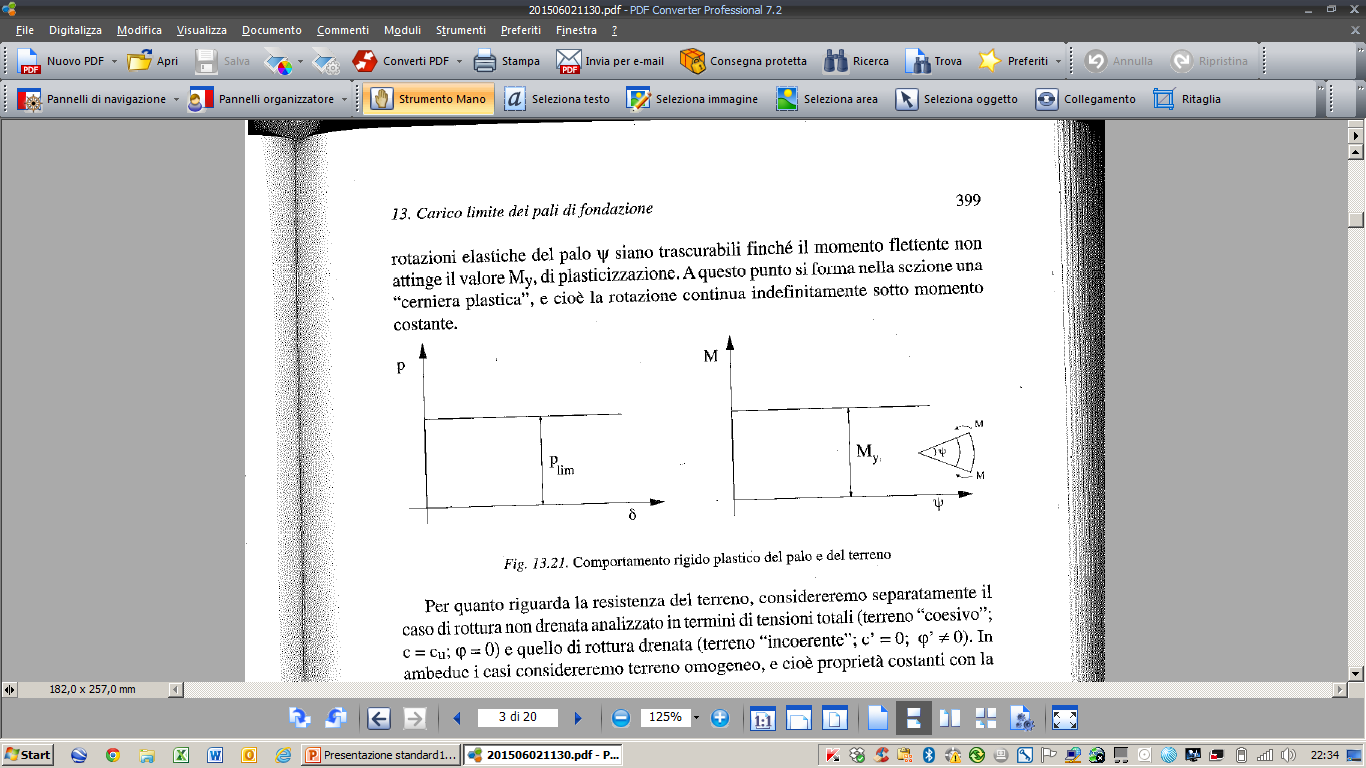 201506021130.pdf - PDF Converter Professional 7.2
File Digitalizza Modifica Visualizza Documento Commenti Moduli Strumenti Preferiti Finestra ?
Nuovo PDF Apri Salva Converti PDF Stampa Invia per e-mail Consegna protetta Ricerca Trova Preferiti Annulla Ripristina
Pannelli di navigazione Pannelli organizzatore Strumento Mano Seleziona testo Seleziona immagine Seleziona area Seleziona oggetto Collegamento Ritaglia
13. Carico limite dei pali di fondazione 399
rotazioni elastiche del palo ψ siano trascurabili finché il momento flettente non
attinge il valore My, di plasticizzazione. A questo punto si forma nella sezione una
“cerniera plastica”, e cioè la rotazione continua indefinitamente sotto momento
costante.
p
Plim
δ
M
My
ψ
M
ψ
M
Fig. 13.21. Comportamento rigido plastico del palo e del terreno
Per quanto riguarda la resistenza del terreno, considereremo separatamente il
caso di rottura non drenata analizzato in termini di tensioni totali (terreno “coesivo”;
c = cu; φ = 0) e quello di rottura drenata (terreno “incoerente”; c’ = 0; φ’ ≠ 0). In
ambedue i casi considereremo terreno omogeneo, e cioè proprietà costanti con la
182,0 x 257,0 mm
3 di 20 125% 1:1
Start Presentazione standard1... 201506021130.pdf - P... 22:34